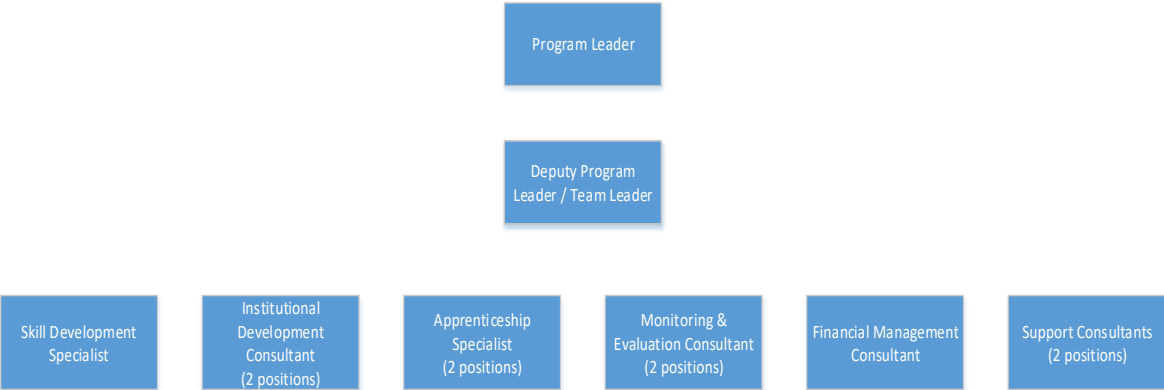 Program Leader
Deputy Program
Leader / Team Leader
Skill Development
Specialist
Institutional
Development
Consultant
(2 positions)
Apprenticeship
Specialist
(2 positions)
Monitoring &
Evaluation Consultant
(2 positions)
Financial Management
Consultant
Support Consultants
(2 positions)